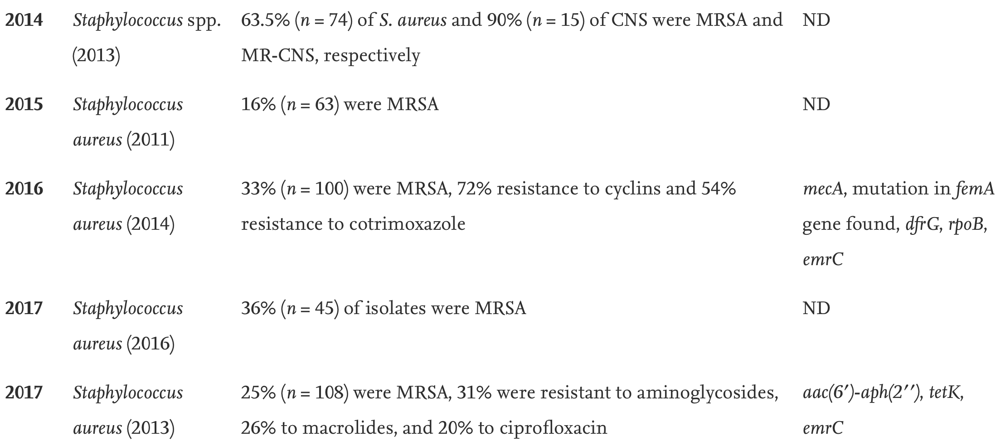 2014 Staphylococcus spp. 63.5% (n = 74) of S. aureus and 90% (n = 15) of CNS were MRSA and ND
(2013) MR-CNS, respectively
2015 Staphylococcus 16% (n = 63) were MRSA ND
aureus (2011)
2016 Staphylococcus 33% (n = 100) were MRSA, 72% resistance to cyclins and 54% mecA, mutation in femA
aureus (2014) resistance to cotrimoxazole gene found, dfrG, rpoB,
emrC
2017 Staphylococcus 36% (n = 45) of isolates were MRSA ND
aureus (2016)
2017 Staphylococcus 25% (n = 108) were MRSA, 31% were resistant to aminoglycosides, aac(6′)-aph(2′′), tetK,
aureus (2013) 26% to macrolides, and 20% to ciprofloxacin emrC